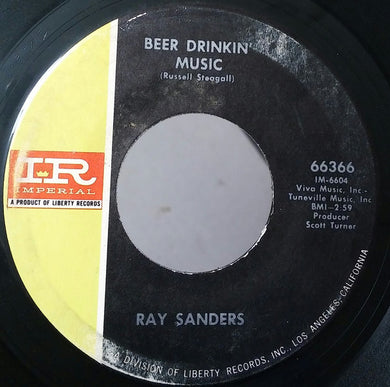 BEER DRINKIN'
MUSIC
(Russell Steagall)
IR
IMPERIAL
A PRODUCT OF LIBERTY RECORDS
66366
IM-6604
Viva Music, Inc.-
Tuneville Music, Inc
BMI-2:59
Producer
Scott Turner
RAY SANDERS
A DIVISION OF LIBERTY RECORDS, INC., LOS ANGELES, CALIFORNIA